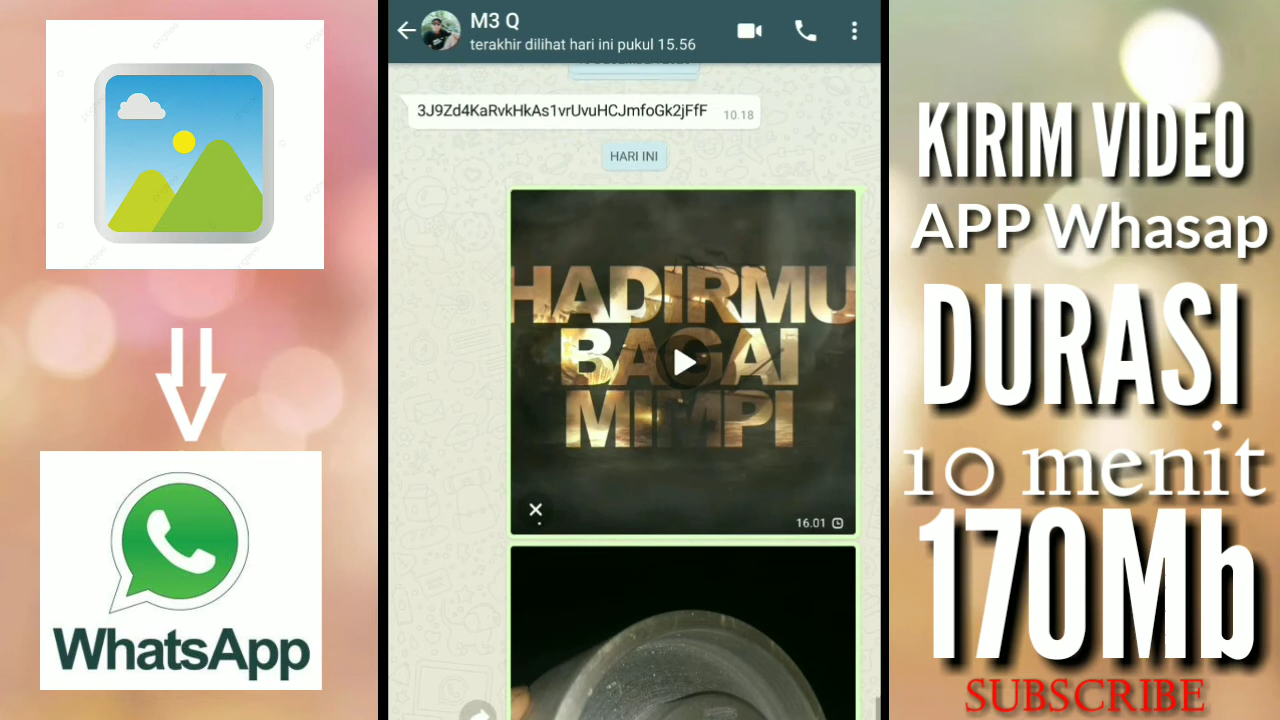 M3 Q
terakhir dilihat hari ini pukul 15.56
3J9Zd4KaRvkHkAs1vrUvuHCJmfoGk2jFfF 10.18
HARI INI
HADIRMU
BAGAI
MIMPI
16.01
WhatsApp
KIRIM VIDEO
APP Whasap
DURASI
10 menit
170Mb
SUBSCRIBE